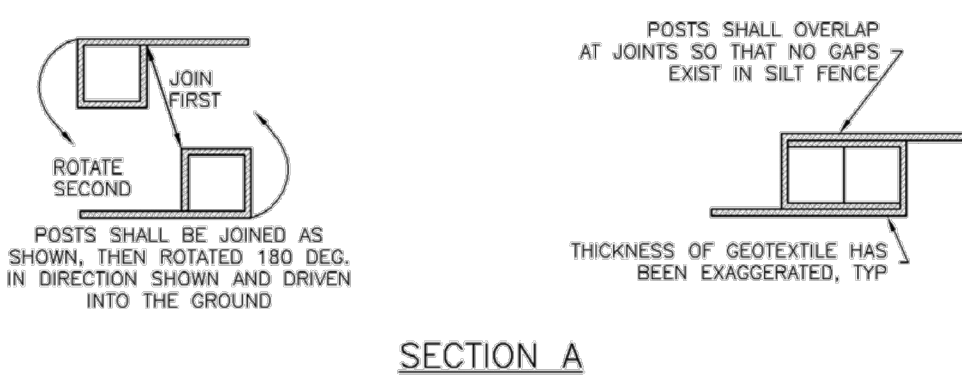 JOIN
FIRST
ROTATE
SECOND
POSTS SHALL BE JOINED AS
SHOWN, THEN ROTATED 180 DEG.
IN DIRECTION SHOWN AND DRIVEN
INTO THE GROUND
POSTS SHALL OVERLAP
AT JOINTS SO THAT NO GAPS
EXIST IN SILT FENCE
THICKNESS OF GEOTEXTILE HAS
BEEN EXAGGERATED, TYP
SECTION A